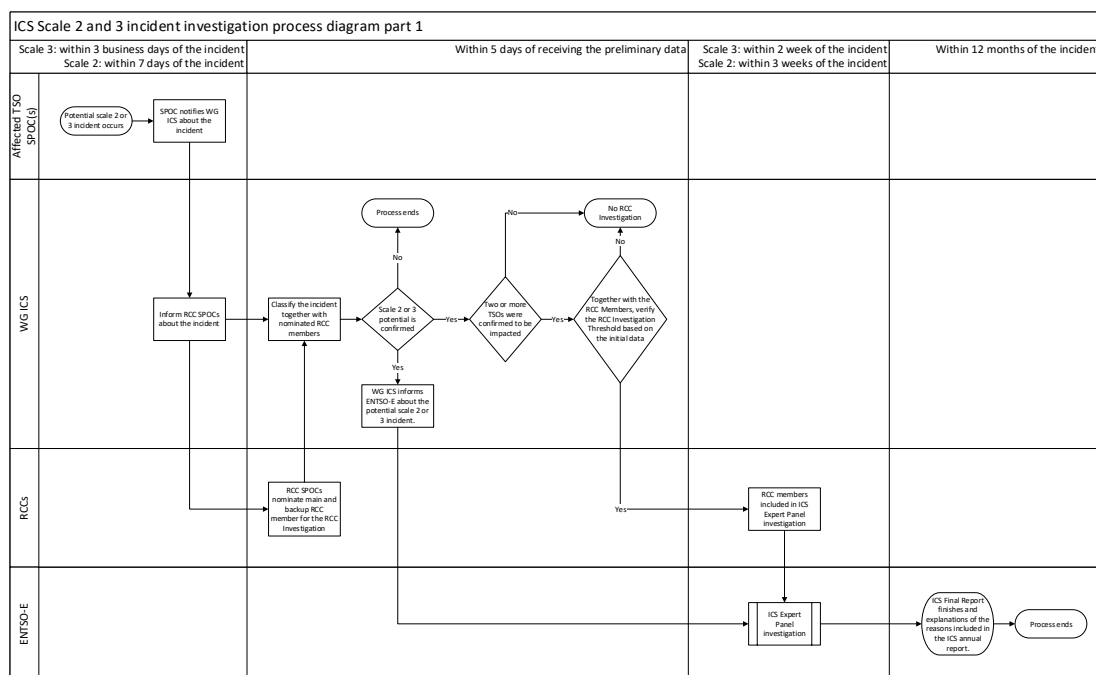 ICS Scale 2 and 3 incident investigation process diagram part 1
Scale 3: within 3 business days of the incident
Scale 2: within 7 days of the incident
Within 5 days of receiving the preliminary data
Scale 3: within 2 week of the incident
Scale 2: within 3 weeks of the incident
Within 12 months of the incident
Affected TSO
SPOC(s)
Potential scale 2 or
3 incident occurs
SPOC notifies WG
ICS about the
incident
WG ICS
Process ends
No
No RCC
Investigation
No
No
Inform RCC SPOCs
about the incident
Classify the incident
together with
nominated RCC
members
Scale 2 or 3
potential is
confirmed
Yes
Two or more
TSOs were
confirmed to be
impacted
Yes
Together with the
RCC Members, verify
the RCC Investigation
Threshold based on
the initial data
Yes
WG ICS informs
ENTSO-E about the
potential scale 2 or
3 incident.
RCCs
RCC SPOCs
nominate main and
backup RCC
member for the RCC
Investigation
Yes
RCC members
included in ICS
Expert Panel
investigation
ENTSO-E
ICS Expert
Panel
investigation
ICS Final Report
finishes and
explanations of the
reasons included in
the ICS annual
report.
Process ends